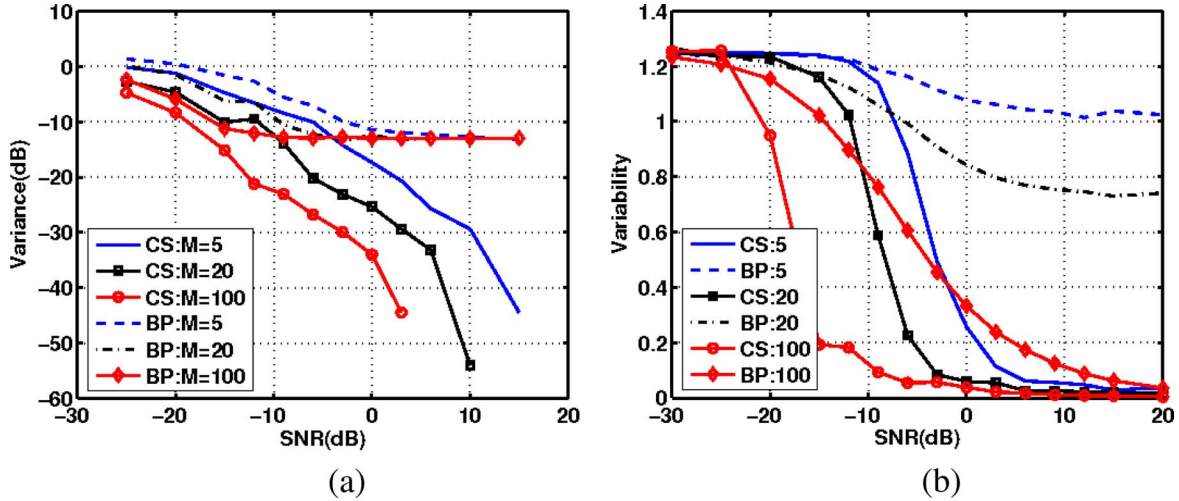 10
0
−10
−20
−30
−40
−50
−60
Variance(dB)
−30
−20
−10
0
10
20
SNR(dB)
CS:M=5
CS:M=20
CS:M=100
BP:M=5
BP:M=20
BP:M=100
(a)
1.4
1.2
1
0.8
0.6
0.4
0.2
0
Variability
−30
−20
−10
0
10
20
SNR(dB)
CS:5
BP:5
CS:20
BP:20
CS:100
BP:100
(b)